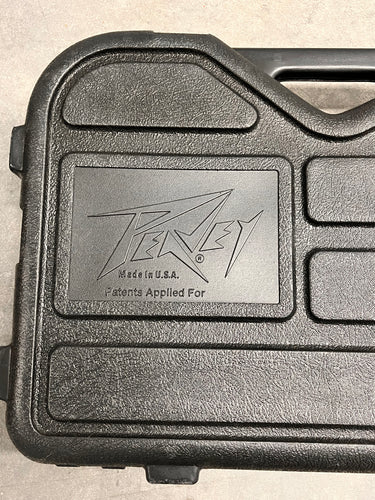 PEAVEY®
Made in U.S.A.
Patents Applied For